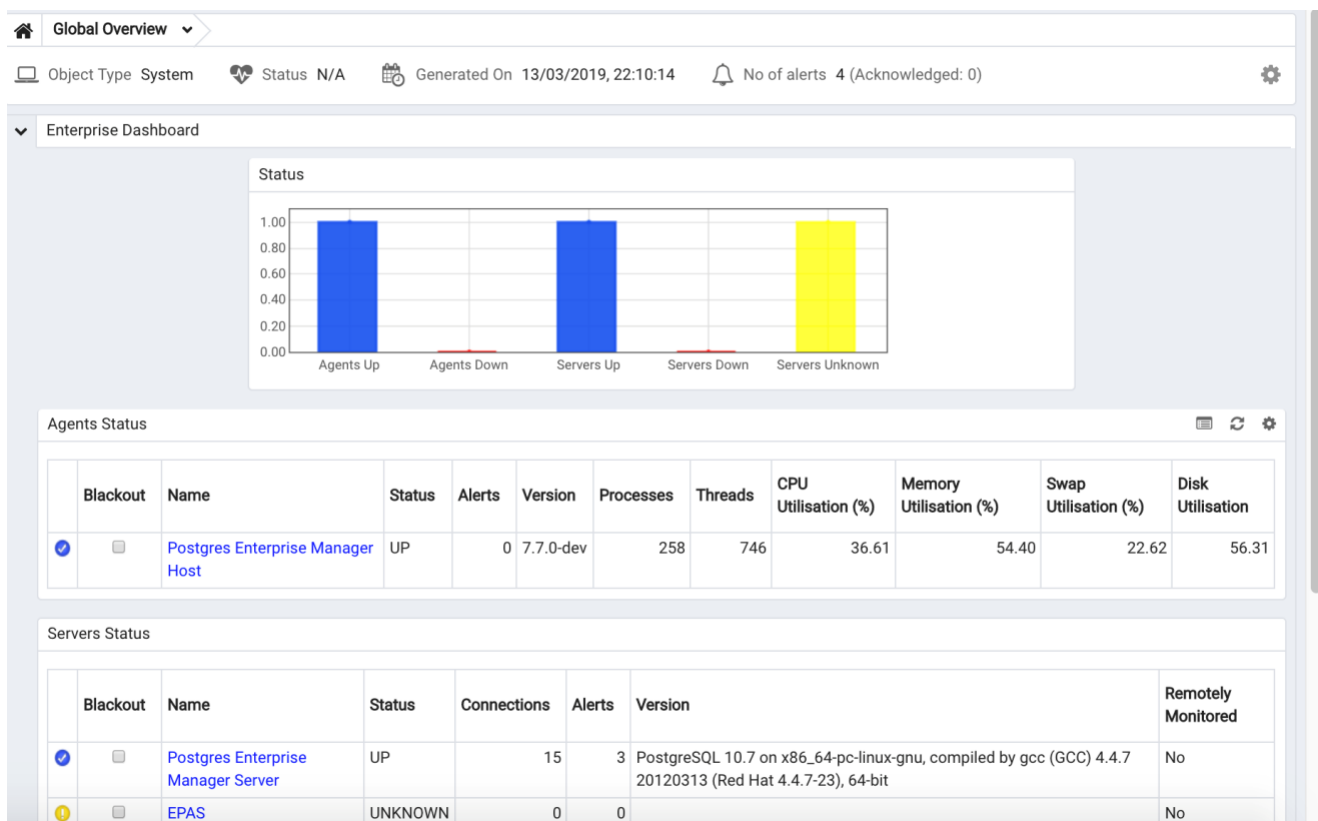 Global Overview
Object Type System Status N/A Generated On 13/03/2019, 22:10:14 No of alerts 4 (Acknowledged: 0)
Enterprise Dashboard
Status
1.00
0.80
0.60
0.40
0.20
0.00
Agents Up Agents Down Servers Up Servers Down Servers Unknown
Agents Status
Blackout Name Status Alerts Version Processes Threads CPU Utilisation (%) Memory Utilisation (%) Swap Utilisation (%) Disk Utilisation
Postgres Enterprise Manager UP 0 7.7.0-dev 258 746 36.61 54.40 22.62 56.31
Host
Servers Status
Blackout Name Status Connections Alerts Version Remotely Monitored
Postgres Enterprise UP 15 3 PostgreSQL 10.7 on x86_64-pc-linux-gnu, compiled by gcc (GCC) 4.4.7 No
Manager Server 20120313 (Red Hat 4.4.7-23), 64-bit
EPAS UNKNOWN 0 0 No